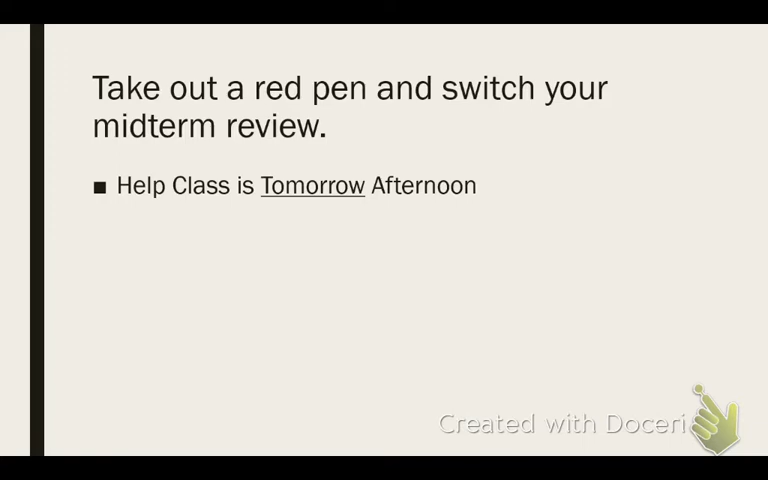 Take out a red pen and switch your
midterm review.
■ Help Class is Tomorrow Afternoon
Created with Doceri